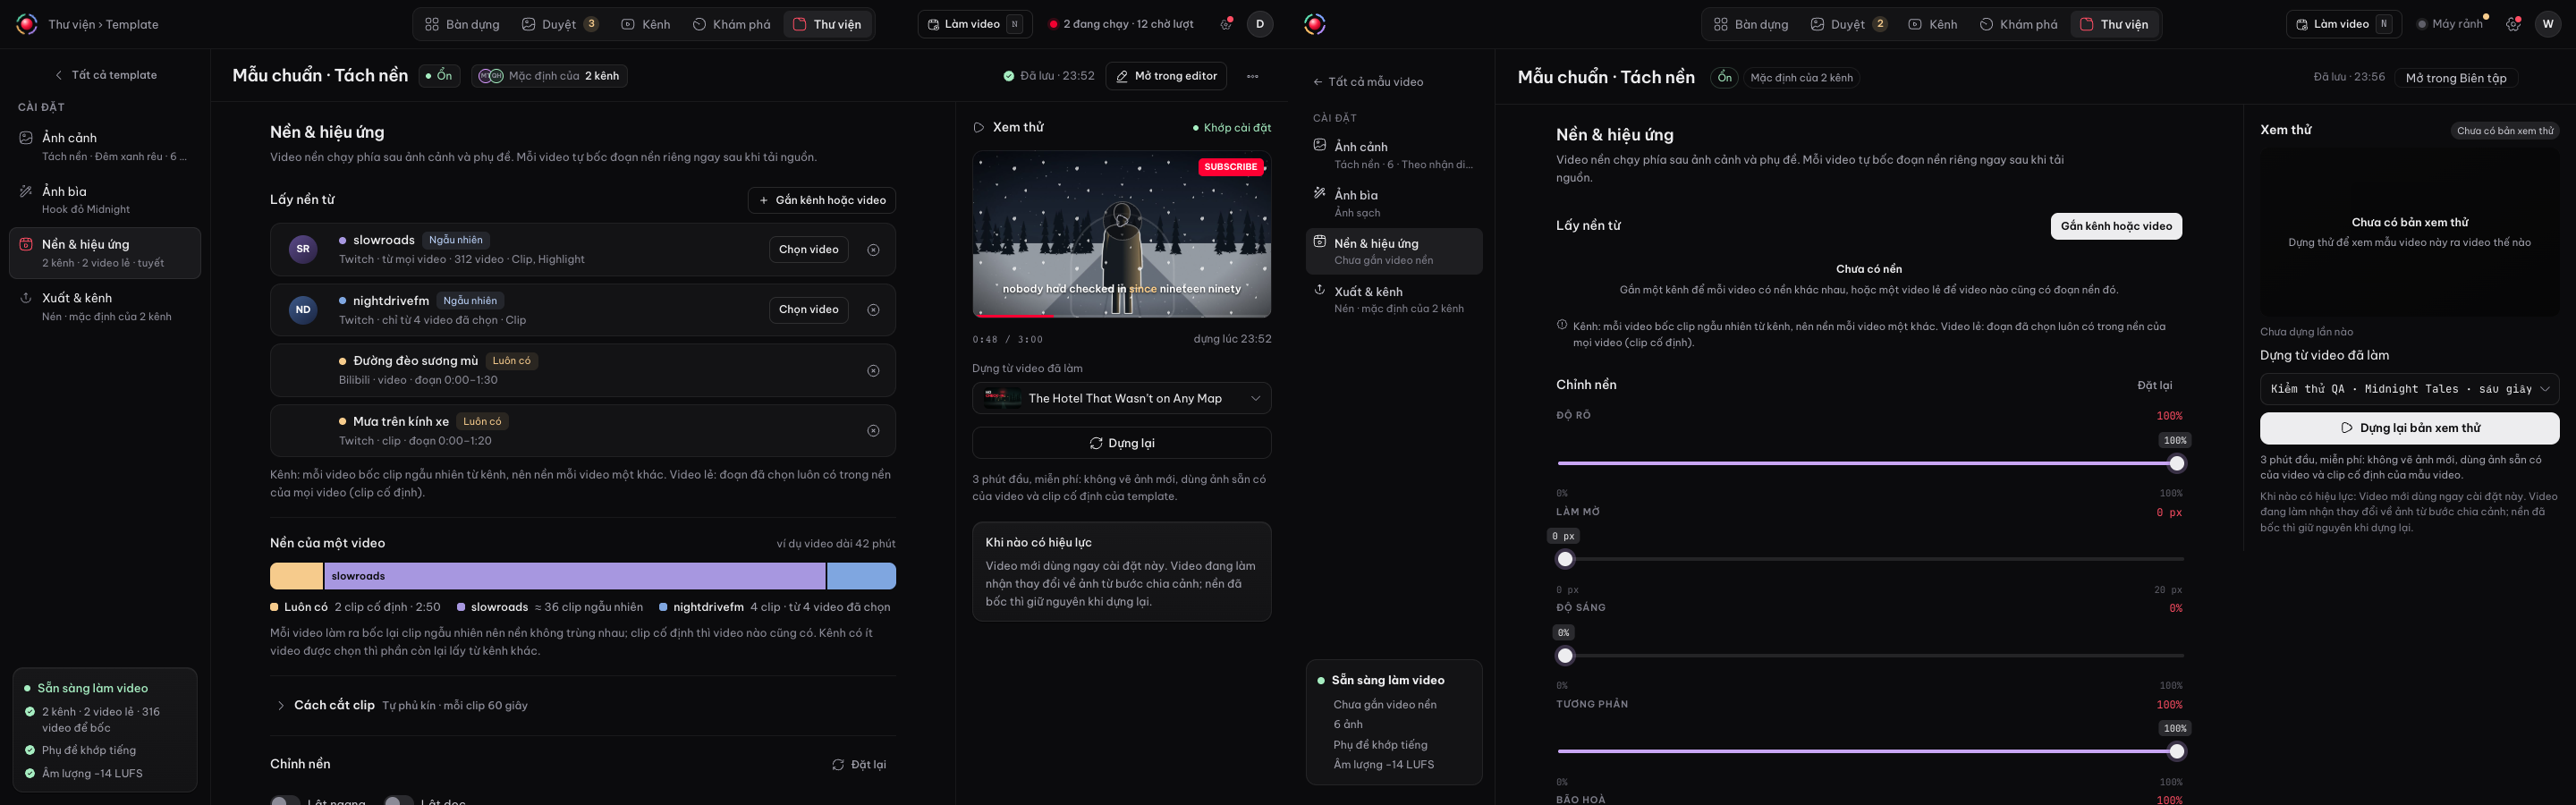 Thư viện › Template
Bàn dựng
Duyệt 3
Kênh
Khám phá
Thư viện
Làm video N
2 đang chạy · 12 chờ lượt
D
Tất cả template
CÀI ĐẶT
Ảnh cảnh
Tách nền · Đêm xanh rêu · 6 ...
Ảnh bìa
Hook đỏ Midnight
Nền & hiệu ứng
2 kênh · 2 video lẻ · tuyết
Xuất & kênh
Nén · mặc định của 2 kênh
Sẵn sàng làm video
2 kênh · 2 video lẻ · 316
video để bốc
Phụ đề khớp tiếng
Âm lượng -14 LUFS
Mẫu chuẩn · Tách nền
Ổn
Mặc định của 2 kênh
Đã lưu · 23:52
Mở trong editor
Nền & hiệu ứng
Video nền chạy phía sau ảnh cảnh và phụ đề. Mỗi video tự bốc đoạn nền riêng ngay sau khi tải nguồn.
Lấy nền từ
+ Gắn kênh hoặc video
SR
slowroads Ngẫu nhiên
Twitch · từ mọi video · 312 video · Clip, Highlight
Chọn video
ND
nightdrivefm Ngẫu nhiên
Twitch · chỉ từ 4 video đã chọn · Clip
Chọn video
Đường đèo sương mù Luôn có
Bilibili · video · đoạn 0:00–1:30
Mưa trên kính xe Luôn có
Twitch · clip · đoạn 0:00–1:20
Kênh: mỗi video bốc clip ngẫu nhiên từ kênh, nên nền mỗi video một khác. Video lẻ: đoạn đã chọn luôn có trong nền
của mọi video (clip cố định).
Nền của một video
ví dụ video dài 42 phút
slowroads
Luôn có 2 clip cố định · 2:50
slowroads ≈ 36 clip ngẫu nhiên
nightdrivefm 4 clip · từ 4 video đã chọn
Mỗi video làm ra bốc lại clip ngẫu nhiên nên nền không trùng nhau; clip cố định thì video nào cũng có. Kênh có ít
video được chọn thì phần còn lại lấy từ kênh khác.
Cách cắt clip Tự phủ kín · mỗi clip 60 giây
Chỉnh nền
Đặt lại
Lật ngang
Lật dọc
Xem thử
Khớp cài đặt
SUBSCRIBE
nobody had checked in since nineteen ninety
0:48 / 3:00
dựng lúc 23:52
Dựng từ video đã làm
The Hotel That Wasn't on Any Map
Dựng lại
3 phút đầu, miễn phí: không vẽ ảnh mới, dùng ảnh sẵn có
của video và clip cố định của template.
Khi nào có hiệu lực
Video mới dùng ngay cài đặt này. Video đang làm
nhận thay đổi về ảnh từ bước chia cảnh; nền đã
bốc thì giữ nguyên khi dựng lại.
Bàn dựng
Duyệt 2
Kênh
Khám phá
Thư viện
Làm video N
Máy rảnh
W
← Tất cả mẫu video
CÀI ĐẶT
Ảnh cảnh
Tách nền · 6 · Theo nhận di...
Ảnh bìa
Ảnh sạch
Nền & hiệu ứng
Chưa gắn video nền
Xuất & kênh
Nén · mặc định của 2 kênh
Sẵn sàng làm video
Chưa gắn video nền
6 ảnh
Phụ đề khớp tiếng
Âm lượng -14 LUFS
Mẫu chuẩn · Tách nền
Ổn
Mặc định của 2 kênh
Đã lưu · 23:56
Mở trong Biên tập
Nền & hiệu ứng
Video nền chạy phía sau ảnh cảnh và phụ đề. Mỗi video tự bốc đoạn nền riêng ngay sau khi tải
nguồn.
Lấy nền từ
Gắn kênh hoặc video
Chưa có nền
Gắn một kênh để mỗi video có nền khác nhau, hoặc một video lẻ để video nào cũng có đoạn nền đó.
Kênh: mỗi video bốc clip ngẫu nhiên từ kênh, nên nền mỗi video một khác. Video lẻ: đoạn đã chọn luôn có trong nền của
mọi video (clip cố định).
Chỉnh nền
Đặt lại
ĐỘ RÕ
100%
100%
0%
100%
LÀM MỜ
0 px
0 px
0 px
20 px
ĐỘ SÁNG
0%
0%
0%
100%
TƯƠNG PHẢN
100%
100%
0%
100%
BÃO HOÀ
100%
Xem thử
Chưa có bản xem thử
Chưa có bản xem thử
Dựng thử để xem mẫu video này ra video thế nào
Chưa dựng lần nào
Dựng từ video đã làm
Kiểm thử QA · Midnight Tales · sáu giây
Dựng lại bản xem thử
3 phút đầu, miễn phí: không vẽ ảnh mới, dùng ảnh sẵn có
của video và clip cố định của mẫu video.
Khi nào có hiệu lực: Video mới dùng ngay cài đặt này. Video
đang làm nhận thay đổi về ảnh từ bước chia cảnh; nền đã
bốc thì giữ nguyên khi dựng lại.